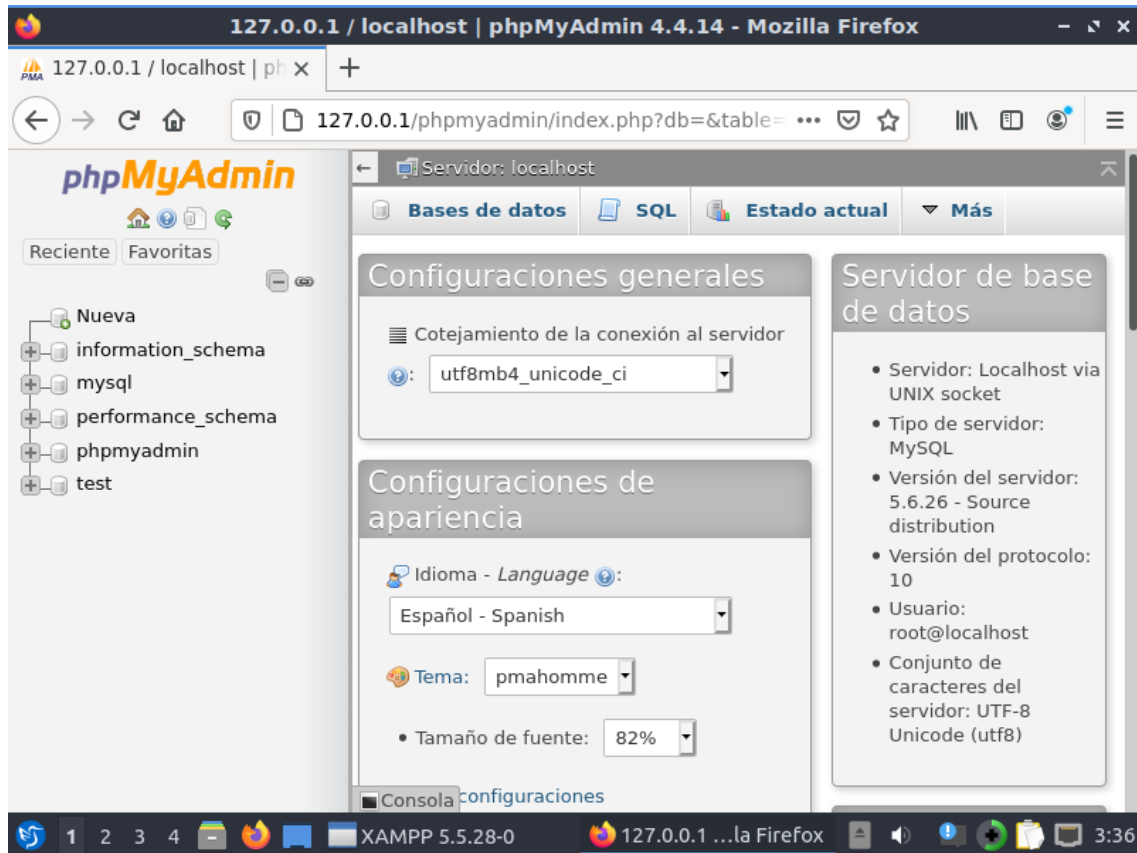 127.0.0.1 / localhost | phpMyAdmin 4.4.14 - Mozilla Firefox
PMA 127.0.0.1 / localhost | ph
127.0.0.1/phpmyadmin/index.php?db=&table=
phpMyAdmin
Reciente Favoritas
Nueva
information_schema
mysql
performance_schema
phpmyadmin
test
Servidor: localhost
Bases de datos SQL Estado actual Más
Configuraciones generales
Cotejamiento de la conexión al servidor
: utf8mb4_unicode_ci
Configuraciones de
apariencia
Idioma - Language :
Español - Spanish
Tema: pmahomme
• Tamaño de fuente: 82%
Consola configuraciones
Servidor de base
de datos
• Servidor: Localhost via
UNIX socket
• Tipo de servidor:
MySQL
• Versión del servidor:
5.6.26 - Source
distribution
• Versión del protocolo:
10
• Usuario:
root@localhost
• Conjunto de
caracteres del
servidor: UTF-8
Unicode (utf8)
1 2 3 4 XAMPP 5.5.28-0 127.0.0.1 ...la Firefox 3:36